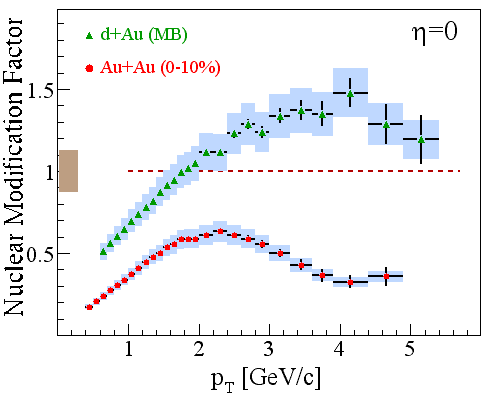 η=0
d+Au (MB)
Au+Au (0-10%)
Nuclear Modification Factor
1.5
1
0.5
1 2 3 4 5
pT [GeV/c]